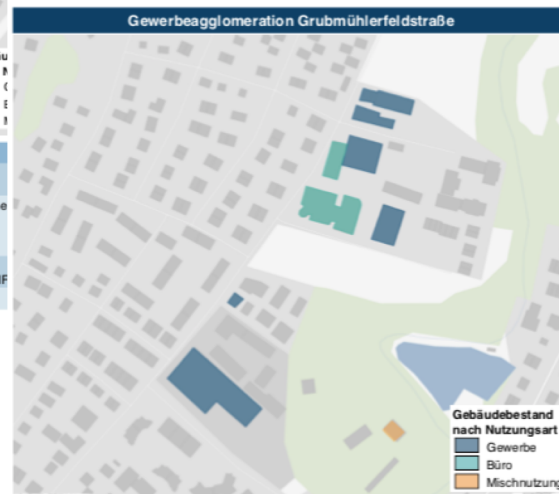 Gewerbeagglomeration Grubmühlerfeldstraße
Gebäudebestand
nach Nutzungsart
Gewerbe
Büro
Mischnutzung